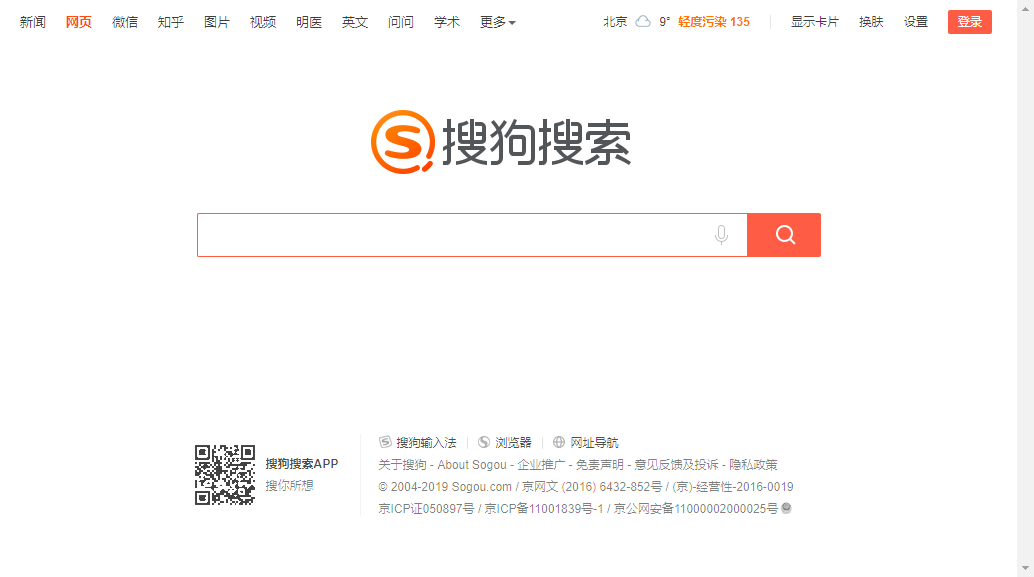 新闻 网页 微信 知乎 图片 视频 明医 英文 问问 学术 更多 北京 9° 轻度污染 135 显示卡片 换肤 设置 登录
S 搜狗搜索
搜狗输入法 浏览器 网址导航
搜狗搜索APP
搜你所想
关于搜狗 - About Sogou - 企业推广 - 免责声明 - 意见反馈及投诉 - 隐私政策
© 2004-2019 Sogou.com / 京网文 (2016) 6432-852号 / (京)-经营性-2016-0019
京ICP证050897号 / 京ICP备11001839号-1 / 京公网安备11000002000025号